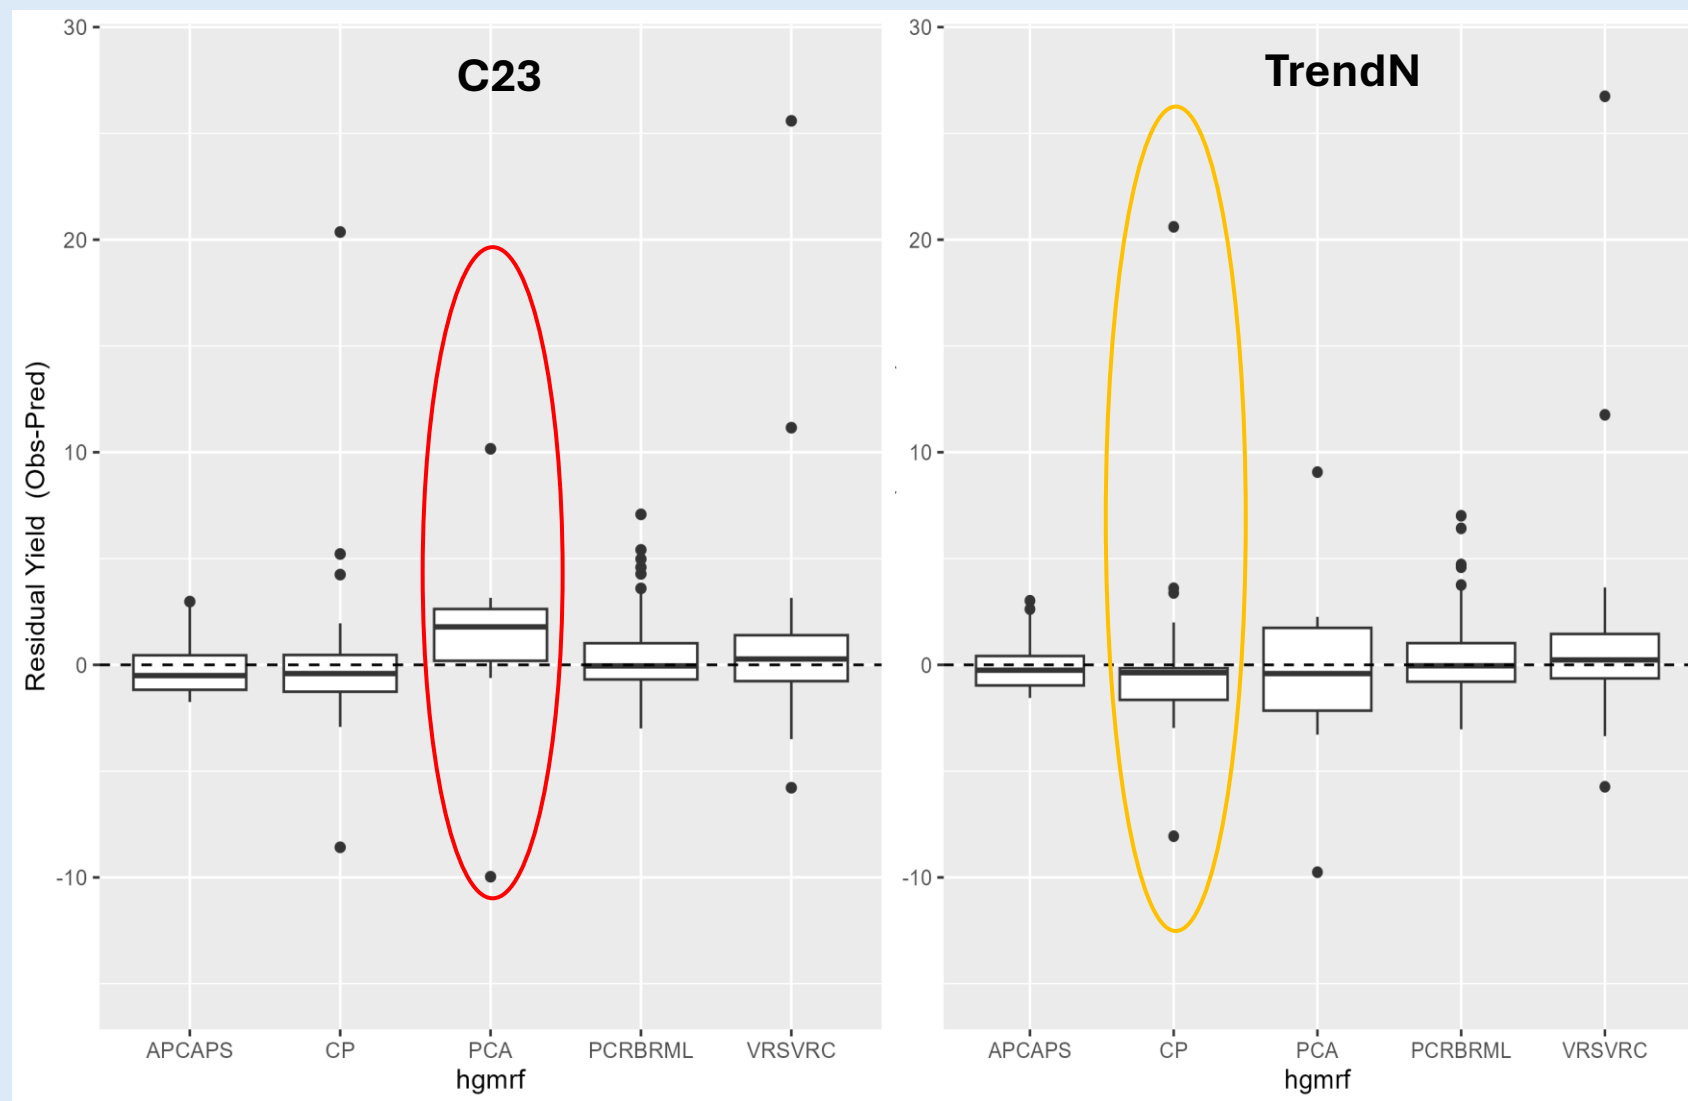 C23
30
20
10
0
-10
Residual Yield (Obs-Pred)
APCAPS CP PCA PCRBRML VRSVRC
hgmrf
TrendN
30
20
10
0
-10
APCAPS CP PCA PCRBRML VRSVRC
hgmrf